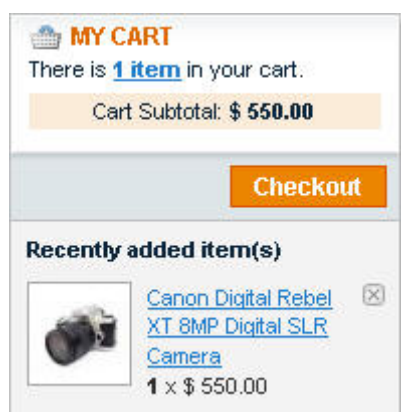 MY CART
There is 1 item in your cart.
Cart Subtotal: $ 550.00
Checkout
Recently added item(s)
Canon Digital Rebel
XT 8MP Digital SLR
Camera
1 x $ 550.00